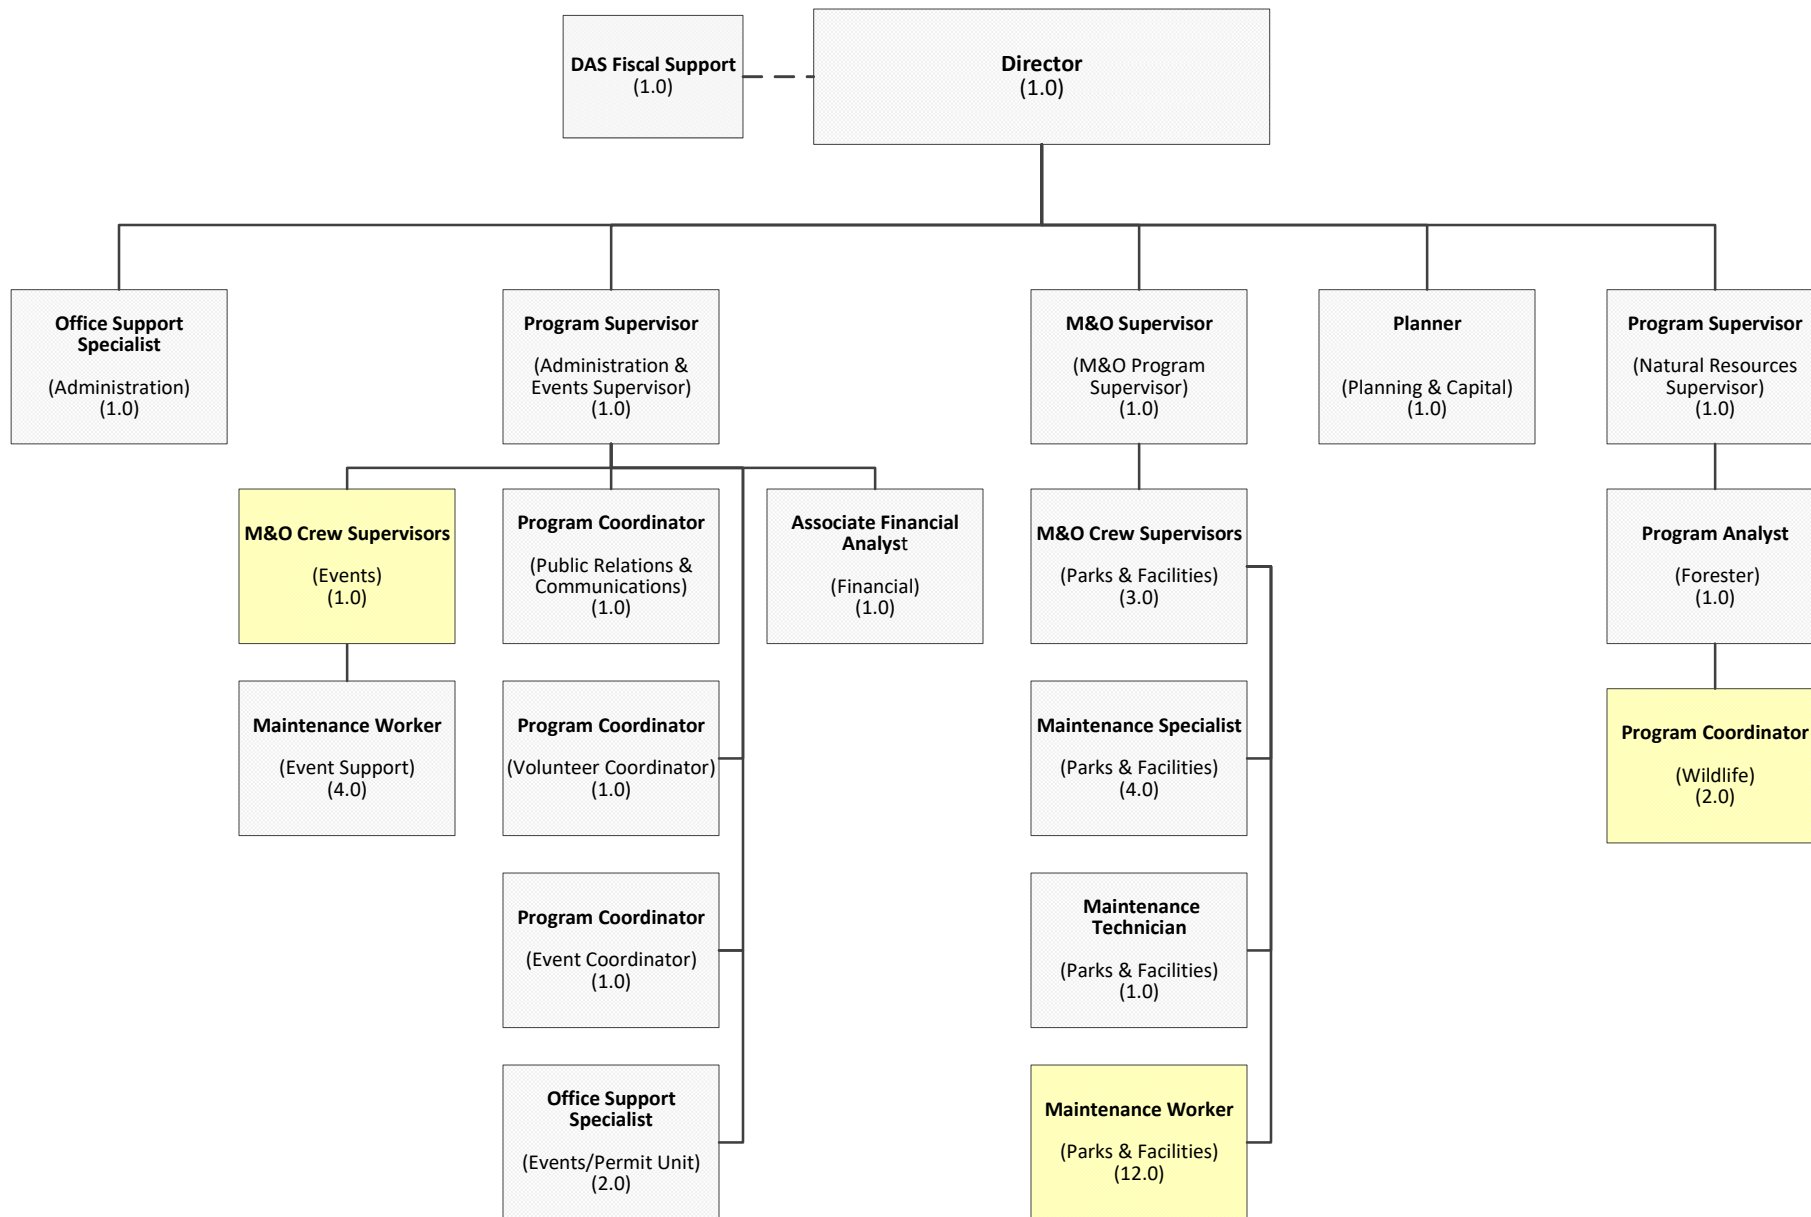 DAS Fiscal Support
(1.0)
Director
(1.0)
Office Support
Specialist
(Administration)
(1.0)
Program Supervisor
(Administration &
Events Supervisor)
(1.0)
M&O Supervisor
(M&O Program
Supervisor)
(1.0)
Planner
(Planning & Capital)
(1.0)
Program Supervisor
(Natural Resources
Supervisor)
(1.0)
M&O Crew Supervisors
(Events)
(1.0)
Program Coordinator
(Public Relations &
Communications)
(1.0)
Associate Financial
Analyst
(Financial)
(1.0)
M&O Crew Supervisors
(Parks & Facilities)
(3.0)
Program Analyst
(Forester)
(1.0)
Maintenance Worker
(Event Support)
(4.0)
Program Coordinator
(Volunteer Coordinator)
(1.0)
Maintenance Specialist
(Parks & Facilities)
(4.0)
Program Coordinator
(Wildlife)
(2.0)
Program Coordinator
(Event Coordinator)
(1.0)
Maintenance
Technician
(Parks & Facilities)
(1.0)
Office Support
Specialist
(Events/Permit Unit)
(2.0)
Maintenance Worker
(Parks & Facilities)
(12.0)